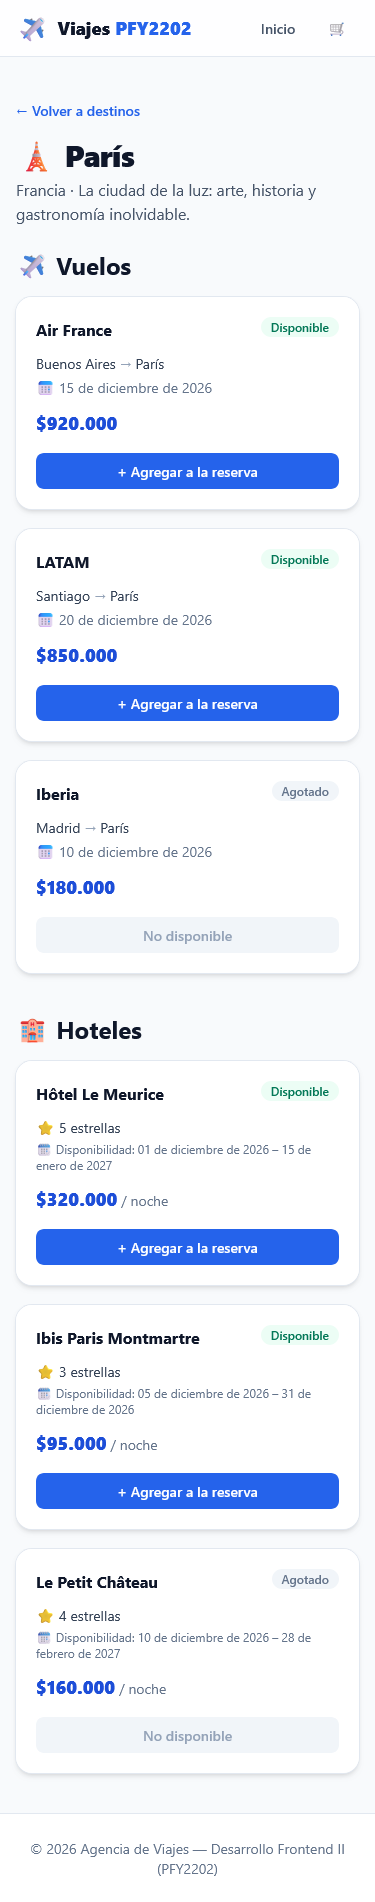 Viajes PFY2202
Inicio
← Volver a destinos
París
Francia · La ciudad de la luz: arte, historia y
gastronomía inolvidable.
Vuelos
Air France
Disponible
Buenos Aires → París
15 de diciembre de 2026
$920.000
+ Agregar a la reserva
LATAM
Disponible
Santiago → París
20 de diciembre de 2026
$850.000
+ Agregar a la reserva
Iberia
Agotado
Madrid → París
10 de diciembre de 2026
$180.000
No disponible
Hoteles
Hôtel Le Meurice
Disponible
5 estrellas
Disponibilidad: 01 de diciembre de 2026 – 15 de
enero de 2027
$320.000 / noche
+ Agregar a la reserva
Ibis Paris Montmartre
Disponible
3 estrellas
Disponibilidad: 05 de diciembre de 2026 – 31 de
diciembre de 2026
$95.000 / noche
+ Agregar a la reserva
Le Petit Château
Agotado
4 estrellas
Disponibilidad: 10 de diciembre de 2026 – 28 de
febrero de 2027
$160.000 / noche
No disponible
© 2026 Agencia de Viajes — Desarrollo Frontend II
(PFY2202)